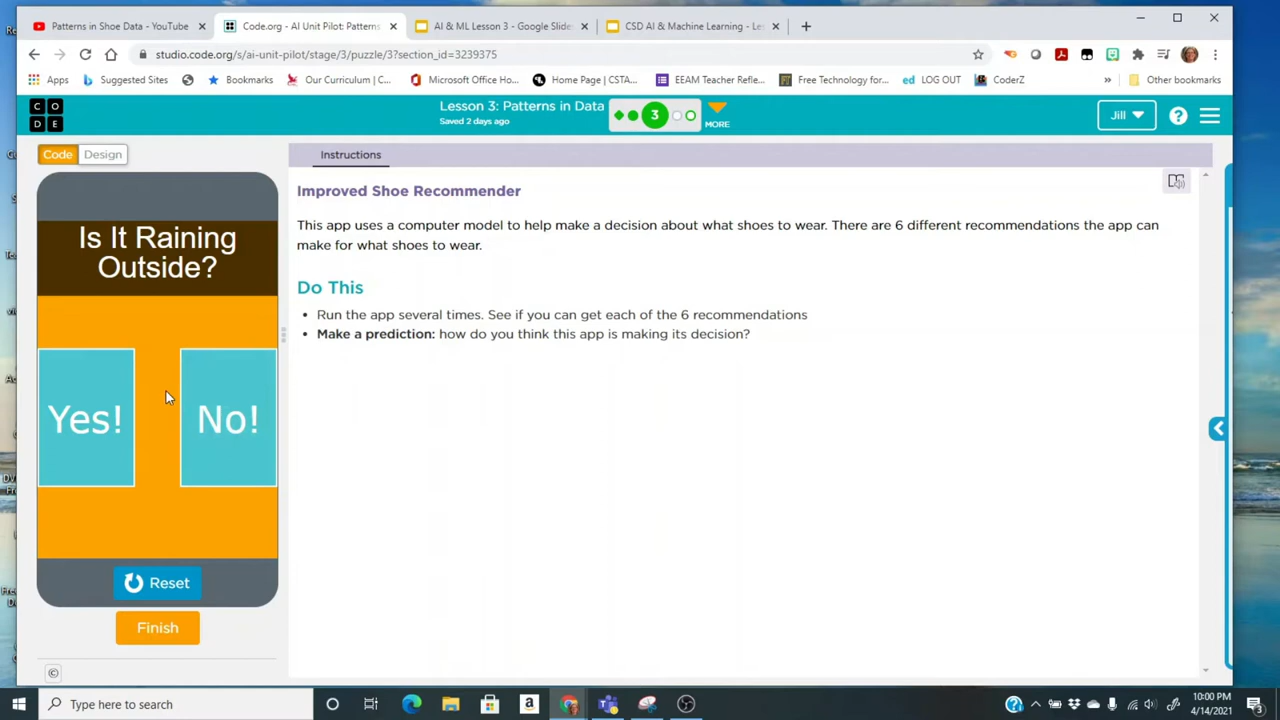 Patterns in Shoe Data - YouTube
Code.org - AI Unit Pilot: Patterns
AI & ML Lesson 3 - Google Slide
CSD AI & Machine Learning - Le
studio.code.org/s/ai-unit-pilot/stage/3/puzzle/3?section_id=3239375
Apps
Suggested Sites
Bookmarks
Our Curriculum | C...
Microsoft Office Ho...
Home Page | CSTA...
EEAM Teacher Refle...
Free Technology for...
ed LOG OUT
CoderZ
»
Other bookmarks
C O
D E
Lesson 3: Patterns in Data
Saved 2 days ago
3
MORE
Jill
?
Code
Design
Instructions
Is It Raining
Outside?
Yes!
No!
Reset
Finish
©
Improved Shoe Recommender
This app uses a computer model to help make a decision about what shoes to wear. There are 6 different recommendations the app can
make for what shoes to wear.
Do This
• Run the app several times. See if you can get each of the 6 recommendations
• Make a prediction: how do you think this app is making its decision?
Type here to search
a
10:00 PM
4/14/2021
3